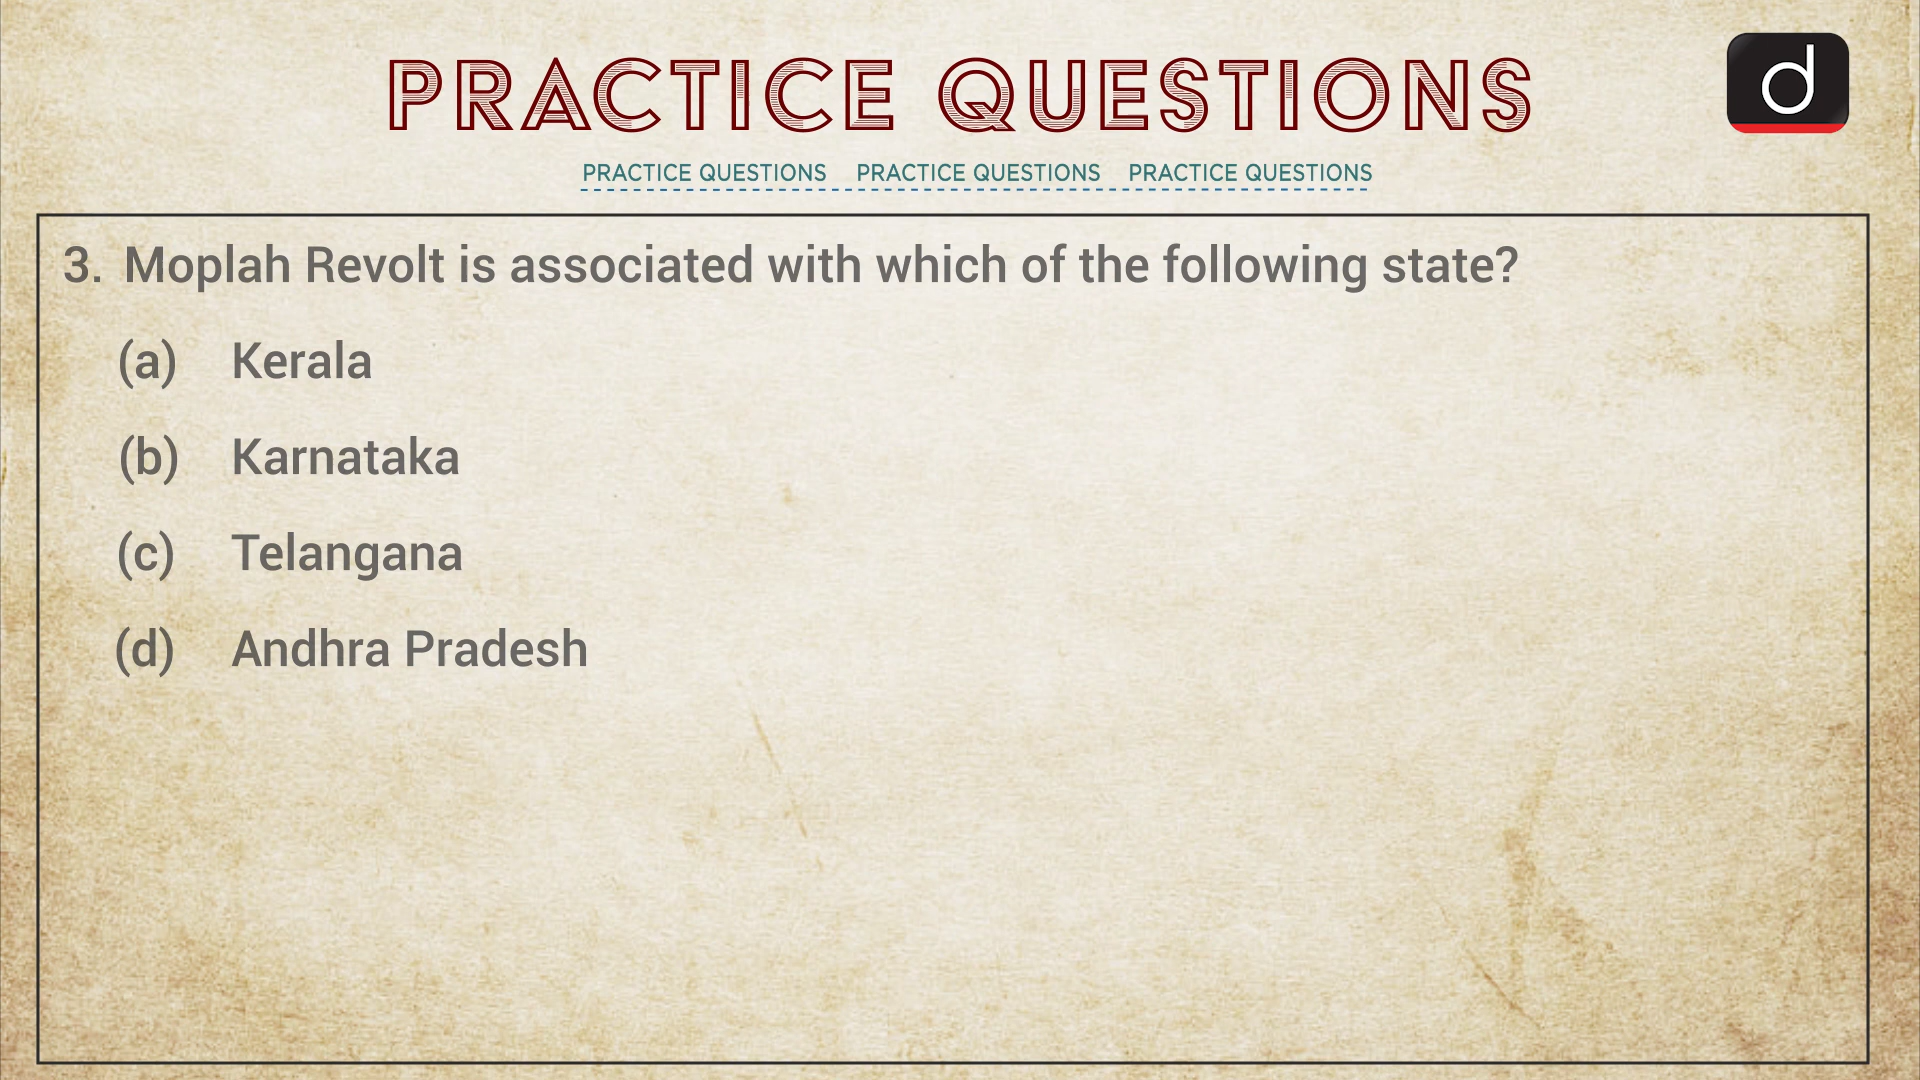 PRACTICE QUESTIONS
d
PRACTICE QUESTIONS PRACTICE QUESTIONS PRACTICE QUESTIONS
3. Moplah Revolt is associated with which of the following state?
(a) Kerala
(b) Karnataka
(c) Telangana
(d) Andhra Pradesh